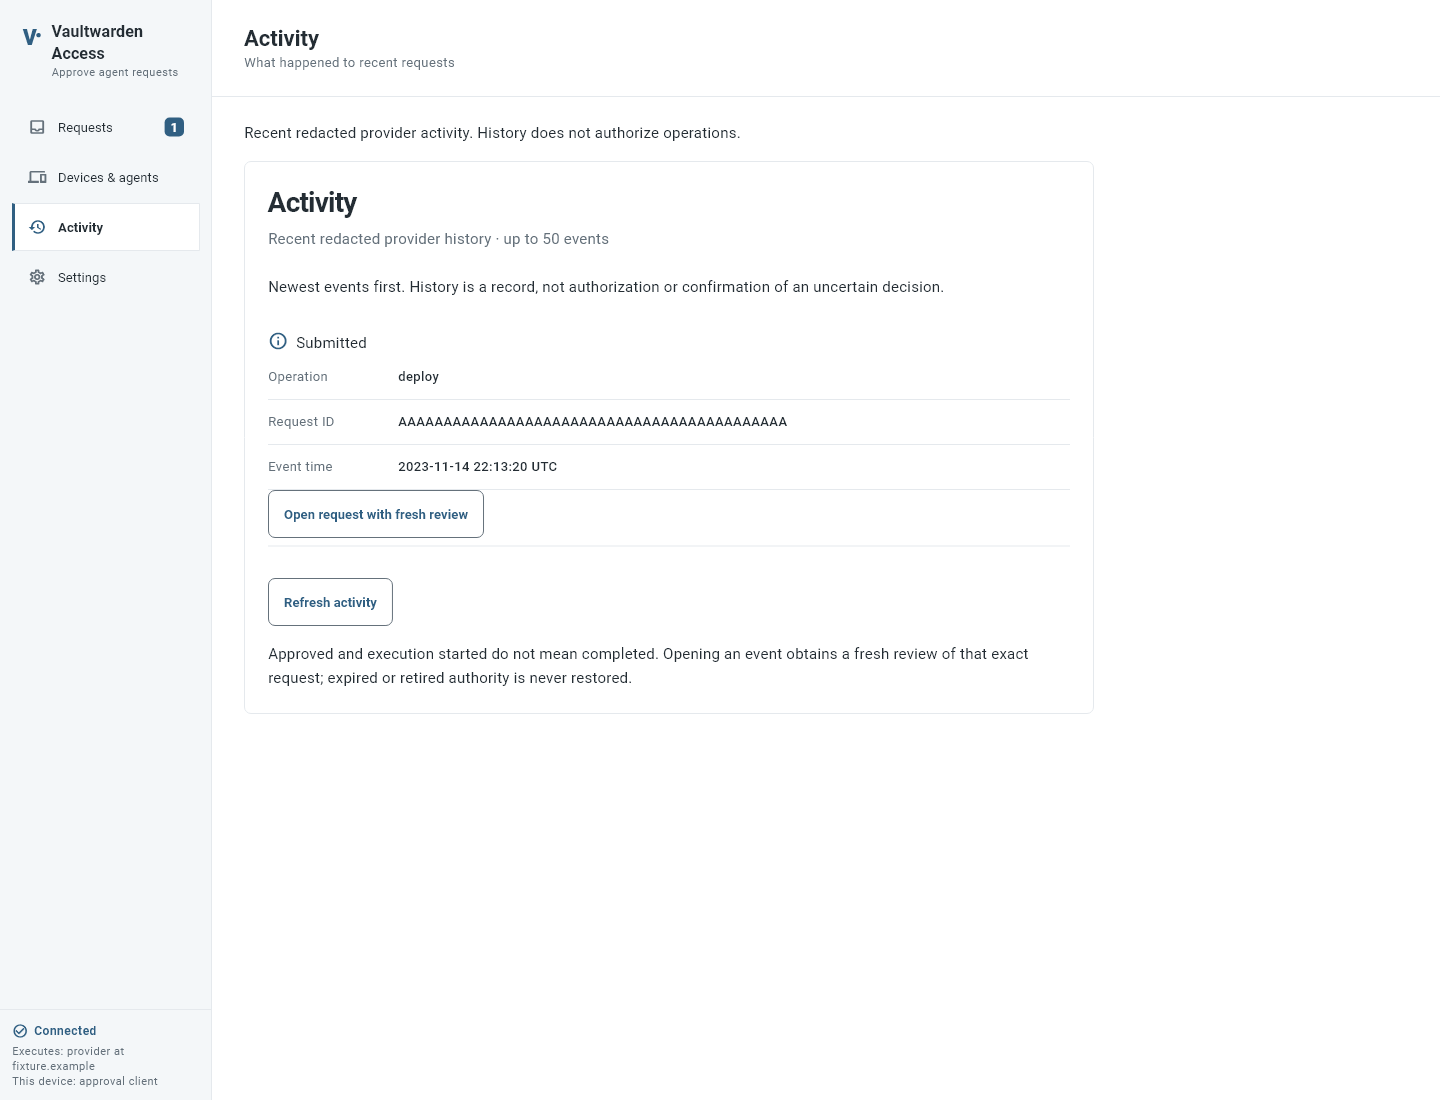 Vaultwarden
Access
Approve agent requests
Requests
1
Devices & agents
Activity
Settings
Connected
Executes: provider at
fixture.example
This device: approval client
Activity
What happened to recent requests
Recent redacted provider activity. History does not authorize operations.
Activity
Recent redacted provider history · up to 50 events
Newest events first. History is a record, not authorization or confirmation of an uncertain decision.
Submitted
Operation deploy
Request ID AAAAAAAAAAAAAAAAAAAAAAAAAAAAAAAAAAAAAAAAAAA
Event time 2023-11-14 22:13:20 UTC
Open request with fresh review
Refresh activity
Approved and execution started do not mean completed. Opening an event obtains a fresh review of that exact
request; expired or retired authority is never restored.